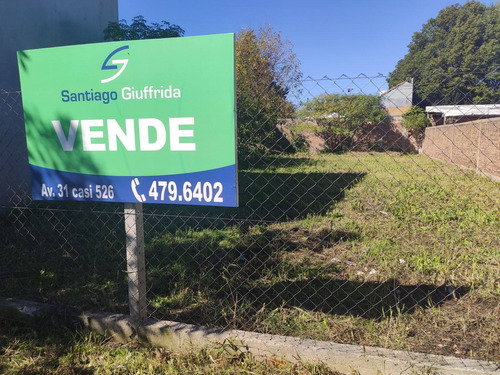 Santiago Giuffrida
VENDE
Av. 31 casi 526 479.6402